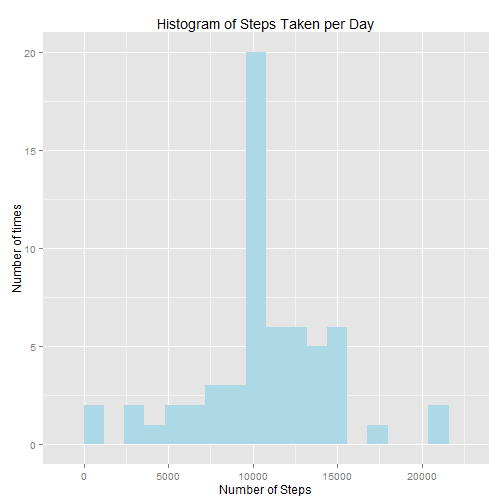 Histogram of Steps Taken per Day
20
15
10
5
0
Number of times
0 5000 10000 15000 20000
Number of Steps